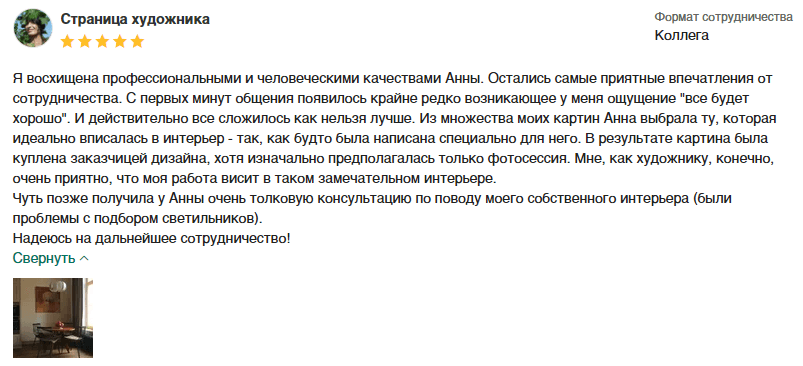 Страница художника
Формат сотрудничества
Коллега
Я восхищена профессиональными и человеческими качествами Анны. Остались самые приятные впечатления от
сотрудничества. С первых минут общения появилось крайне редко возникающее у меня ощущение "все будет
хорошо". И действительно все сложилось как нельзя лучше. Из множества моих картин Анна выбрала ту, которая
идеально вписалась в интерьер - так, как будто была написана специально для него. В результате картина была
куплена заказчицей дизайна, хотя изначально предполагалась только фотосессия. Мне, как художнику, конечно,
очень приятно, что моя работа висит в таком замечательном интерьере.
Чуть позже получила у Анны очень толковую консультацию по поводу моего собственного интерьера (были
проблемы с подбором светильников).
Надеюсь на дальнейшее сотрудничество!
Свернуть